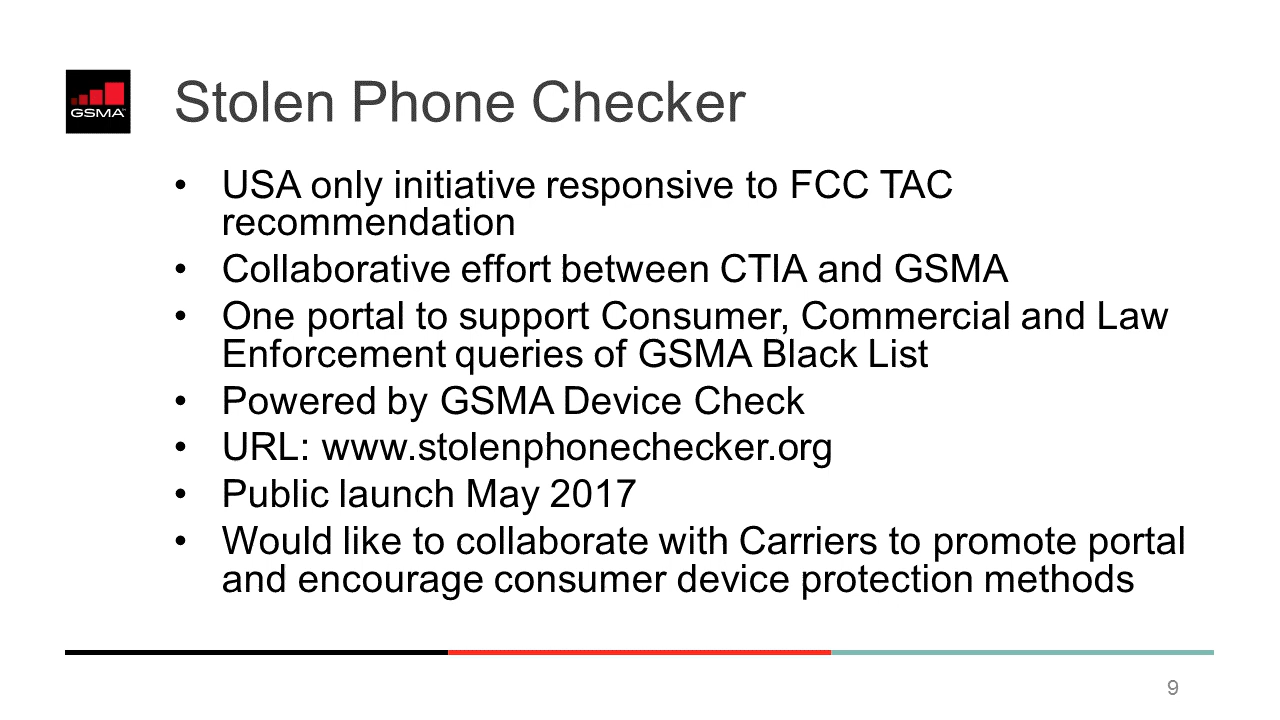 GSMA
Stolen Phone Checker
• USA only initiative responsive to FCC TAC
recommendation
• Collaborative effort between CTIA and GSMA
• One portal to support Consumer, Commercial and Law
Enforcement queries of GSMA Black List
• Powered by GSMA Device Check
• URL: www.stolenphonechecker.org
• Public launch May 2017
• Would like to collaborate with Carriers to promote portal
and encourage consumer device protection methods
9